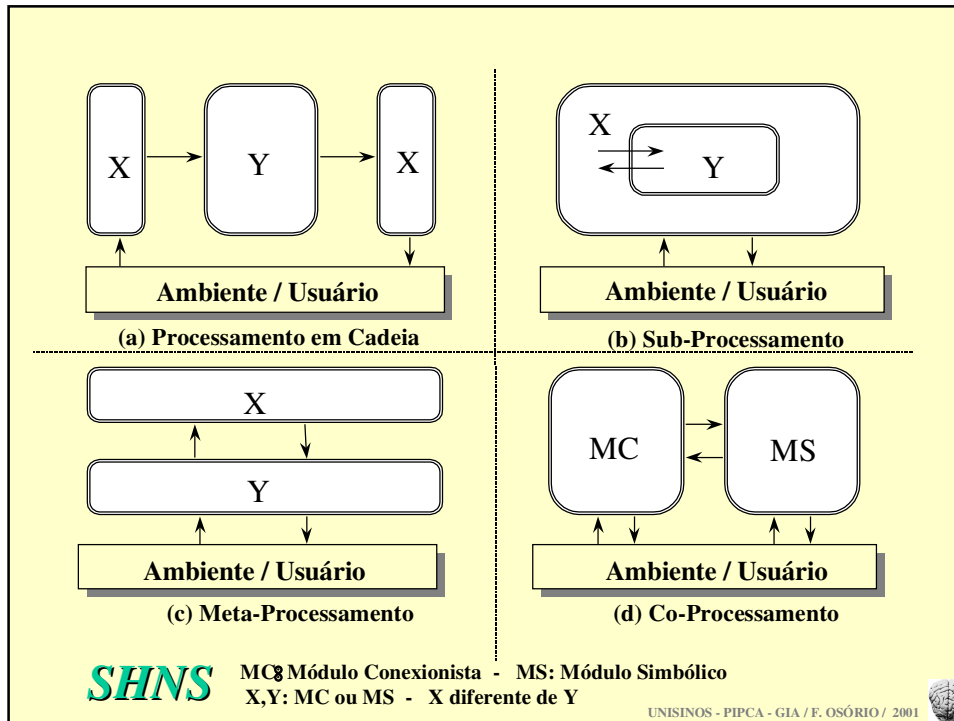 X
Y
X
Ambiente / Usuário
(a) Processamento em Cadeia
X
Y
Ambiente / Usuário
(b) Sub-Processamento
X
Y
Ambiente / Usuário
(c) Meta-Processamento
MC
MS
Ambiente / Usuário
(d) Co-Processamento
SHNS
MC: Módulo Conexionista - MS: Módulo Simbólico
X,Y: MC ou MS - X diferente de Y
UNISINOS - PIPCA - GIA / F. OSÓRIO / 2001